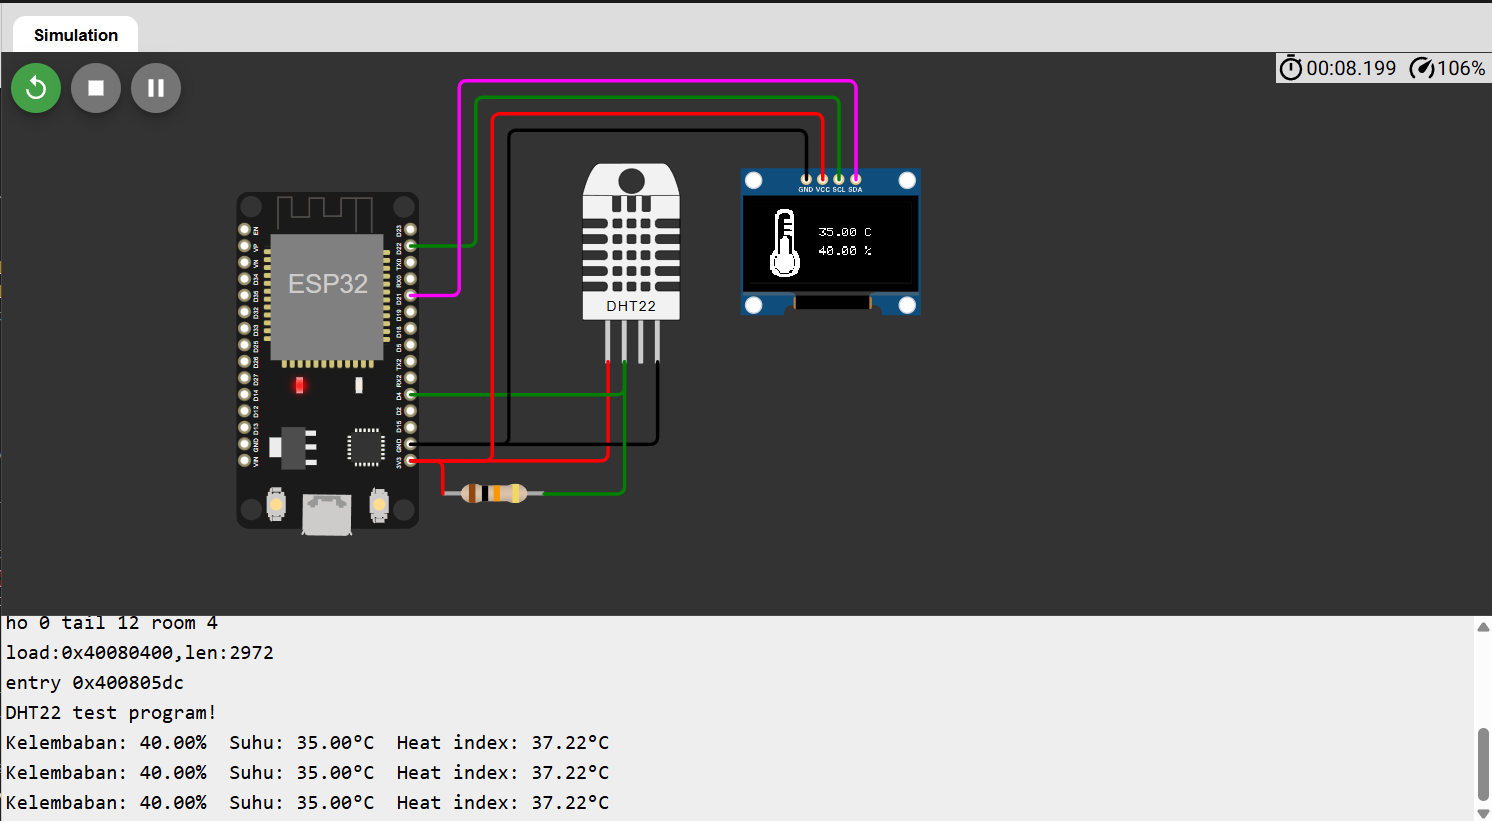 Simulation
00:08.199 106%
GND VCC SCL SDA
35.00 C
40.00 %
ESP32
EN
VP
VN
D34
D35
D32
D33
D25
D26
D27
D14
D12
D13
GND
VIN
D23
D22
TX0
RX0
D21
D19
D18
D5
TX2
RX2
D4
D2
D15
GND
3V3
DHT22
ho 0 tail 12 room 4
load:0x40080400,len:2972
entry 0x400805dc
DHT22 test program!
Kelembaban: 40.00%  Suhu: 35.00°C  Heat index: 37.22°C
Kelembaban: 40.00%  Suhu: 35.00°C  Heat index: 37.22°C
Kelembaban: 40.00%  Suhu: 35.00°C  Heat index: 37.22°C